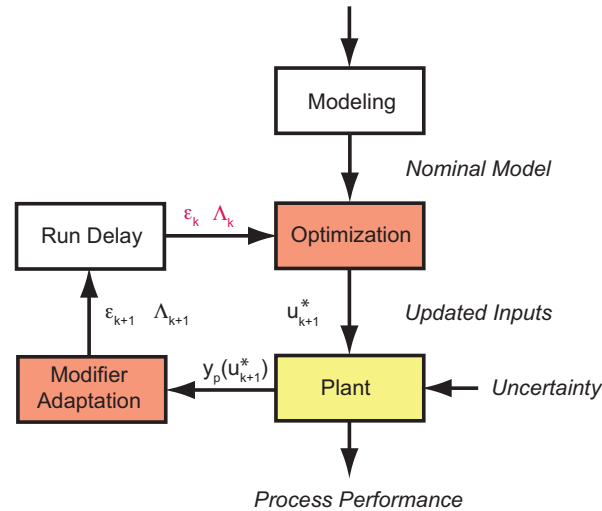 Modeling
Nominal Model
εₖ Λₖ
Run Delay
Optimization
εₖ₊₁ Λₖ₊₁
u*ₖ₊₁
Updated Inputs
Modifier
Adaptation
yₚ(u*ₖ₊₁)
Plant
Uncertainty
Process Performance